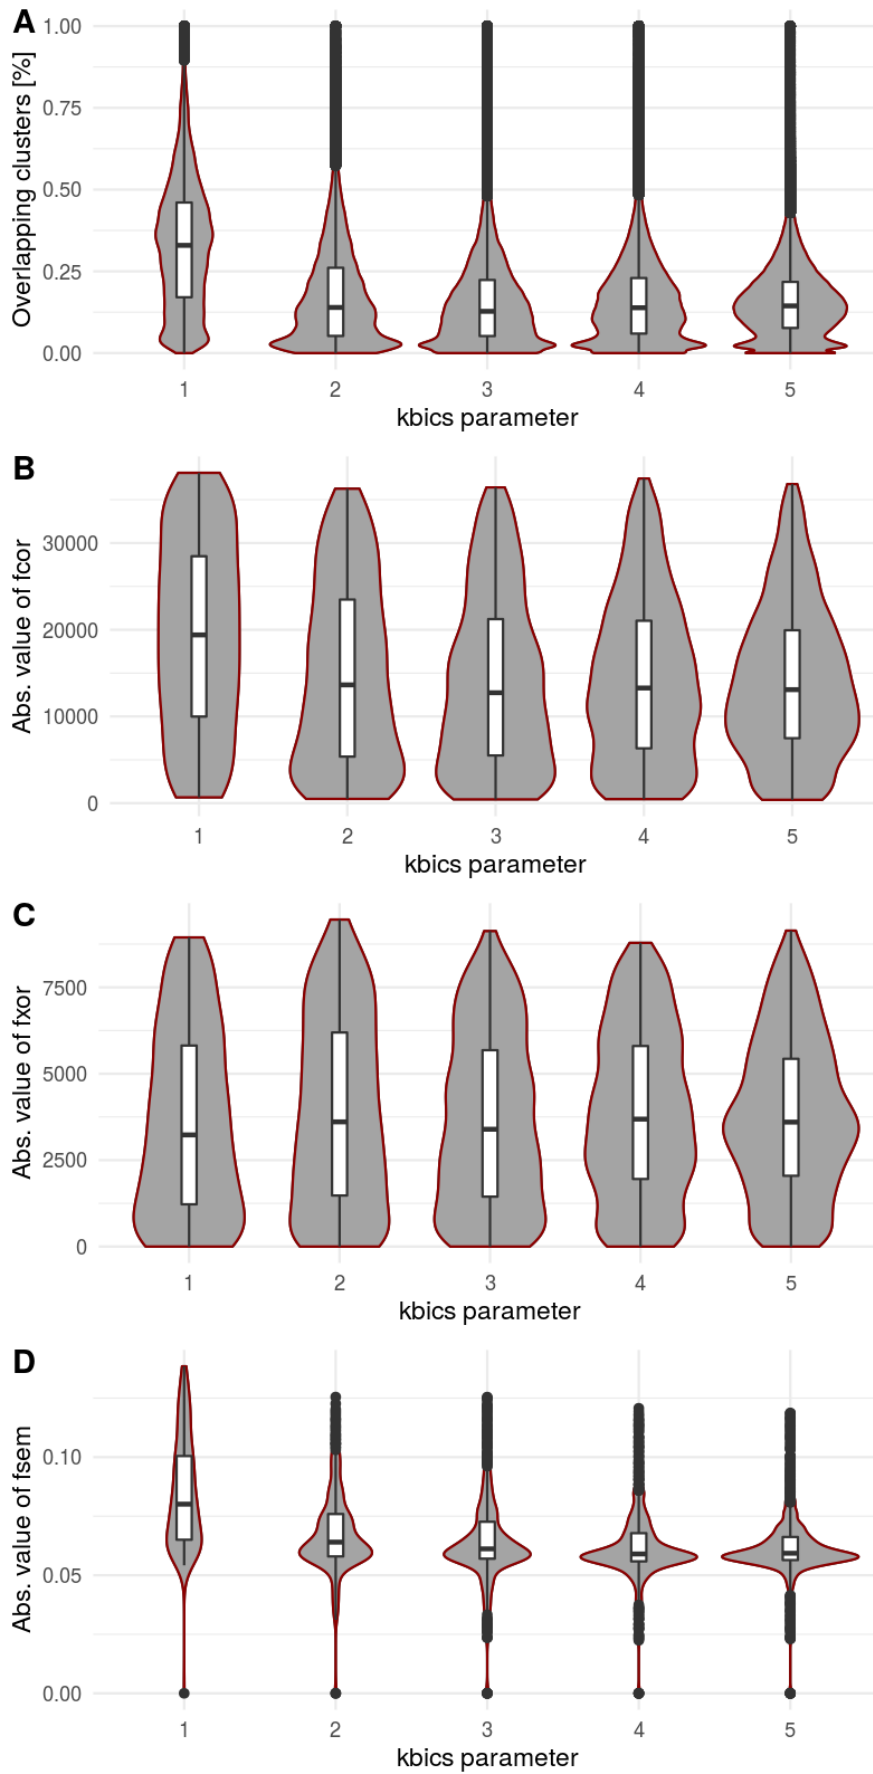 A
Overlapping clusters [%]
1.00
0.75
0.50
0.25
0.00
1 2 3 4 5
kbics parameter
B
Abs. value of fcor
30000
20000
10000
0
1 2 3 4 5
kbics parameter
C
Abs. value of fxor
7500
5000
2500
0
1 2 3 4 5
kbics parameter
D
Abs. value of fsem
0.10
0.05
0.00
1 2 3 4 5
kbics parameter